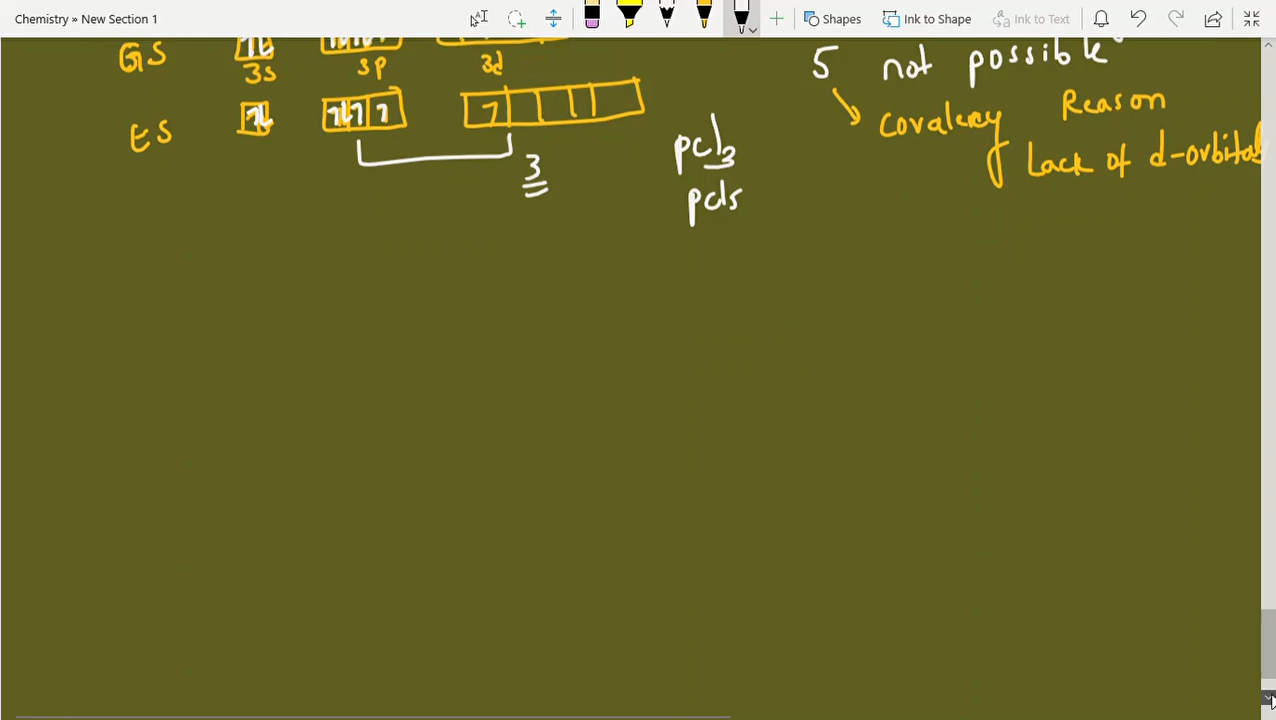 Chemistry » New Section 1
Shapes
Ink to Shape
Ink to Text
GS
3s
3p
3d
ES
3
pcl3
pcl5
5 not possible
covalency
Reason
Lack of d-orbital